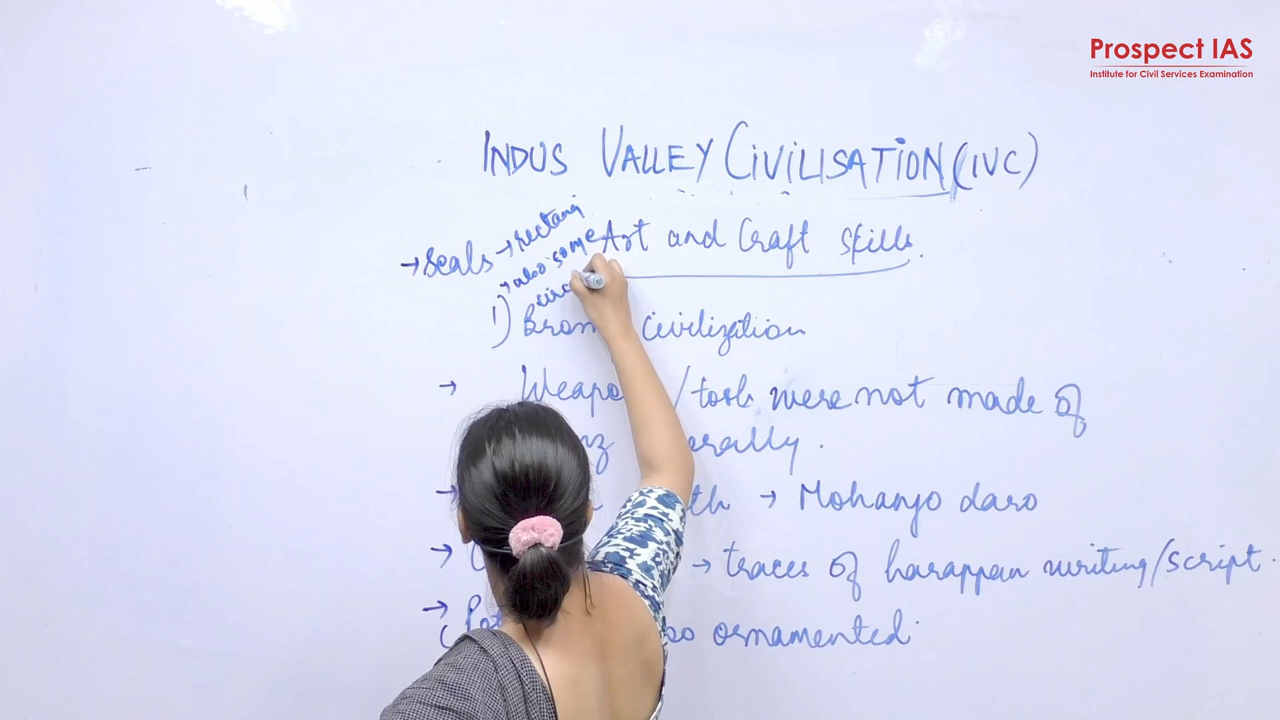 Prospect IAS
Institute for Civil Services Examination
INDUS VALLEY CIVILISATION (IVC)
Art and Craft skills.
→ Seals → rectang
→ also some
circ
1) Bron civilization
→ Weapo /tools were not made of
nz erally.
→ th → Mohanjo daro
→ → traces of harappan writing/script.
→ ornamented